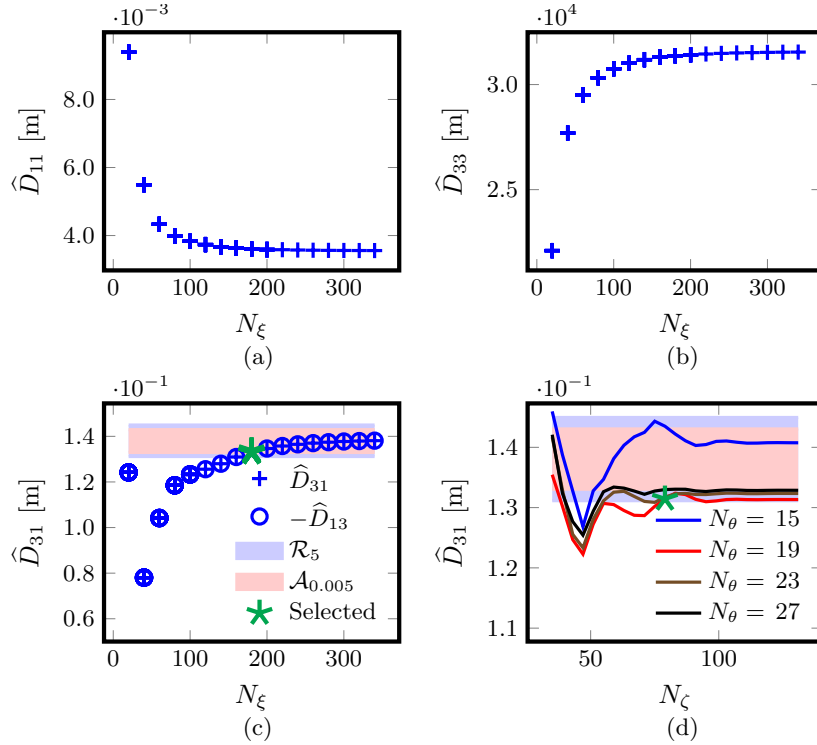 ·10⁻³
8.0
6.0
4.0
D̂₁₁ [m]
0 100 200 300
N_ξ
(a)
·10⁴
3.0
2.5
D̂₃₃ [m]
0 100 200 300
N_ξ
(b)
·10⁻¹
1.4
1.2
1.0
0.8
0.6
D̂₃₁ [m]
D̂₃₁
−D̂₁₃
ℛ₅
𝒜₀.₀₀₅
Selected
0 100 200 300
N_ξ
(c)
·10⁻¹
1.4
1.3
1.2
1.1
D̂₃₁ [m]
N_θ = 15
N_θ = 19
N_θ = 23
N_θ = 27
50 100
N_ζ
(d)